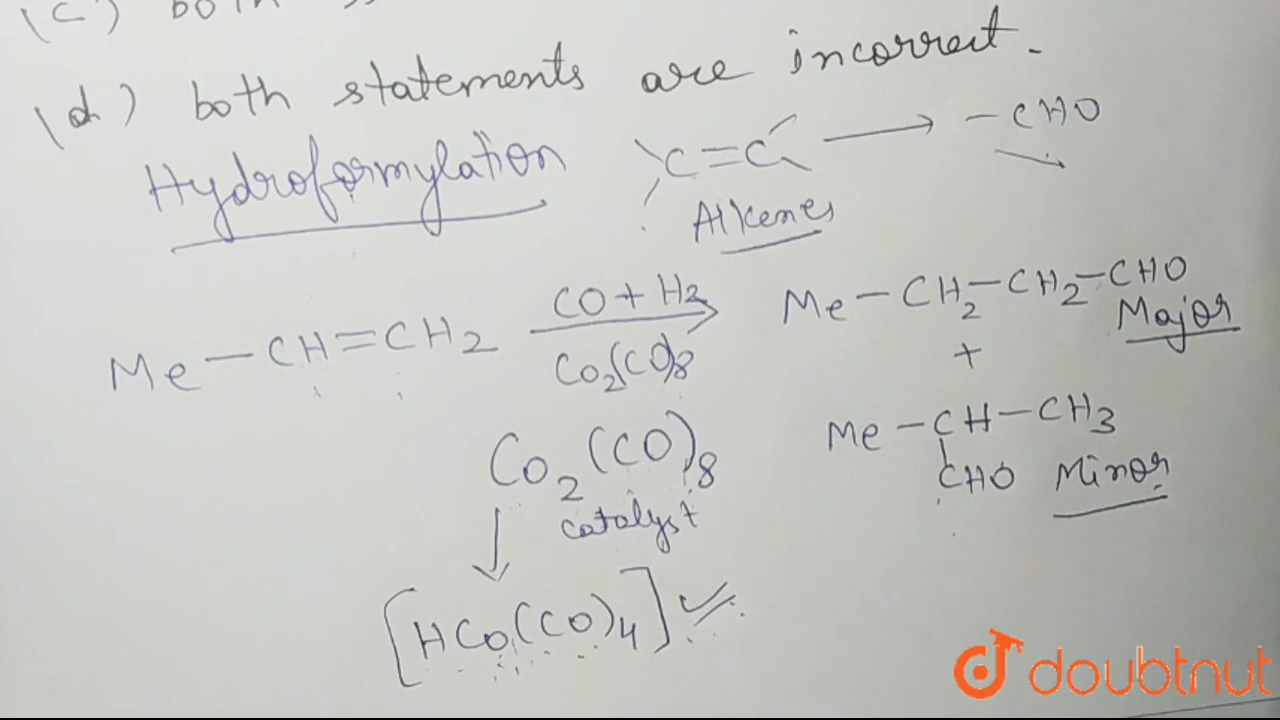 (c) both
(d) both statements are incorrect.
Hydroformylation C=C → -CHO
Alkenes
Me-CH=CH2 CO+H2 Co2(CO)8 Me-CH2-CH2-CHO
Major
+
Me-CH-CH3
CHO Minor
Co2(CO)8
catalyst
[HCo(CO)4]
doubtnut